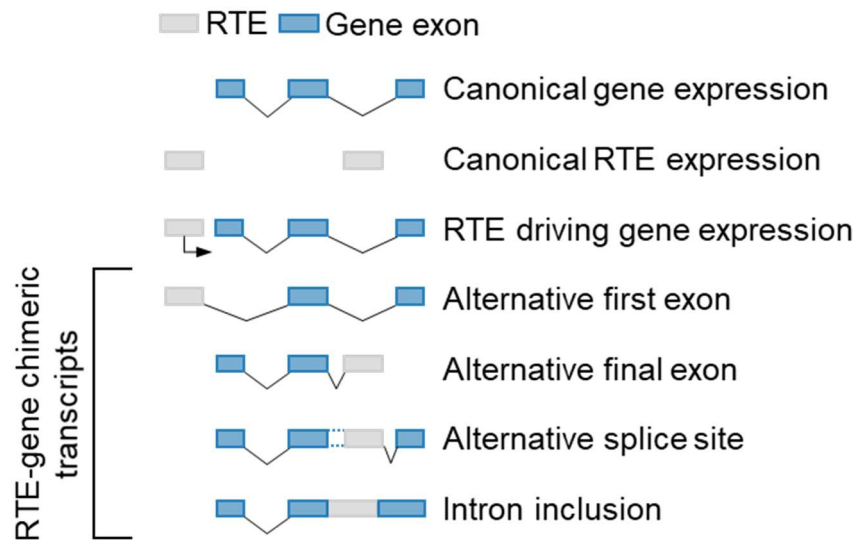 RTE Gene exon
Canonical gene expression
Canonical RTE expression
RTE driving gene expression
Alternative first exon
Alternative final exon
Alternative splice site
Intron inclusion
RTE-gene chimeric
transcripts